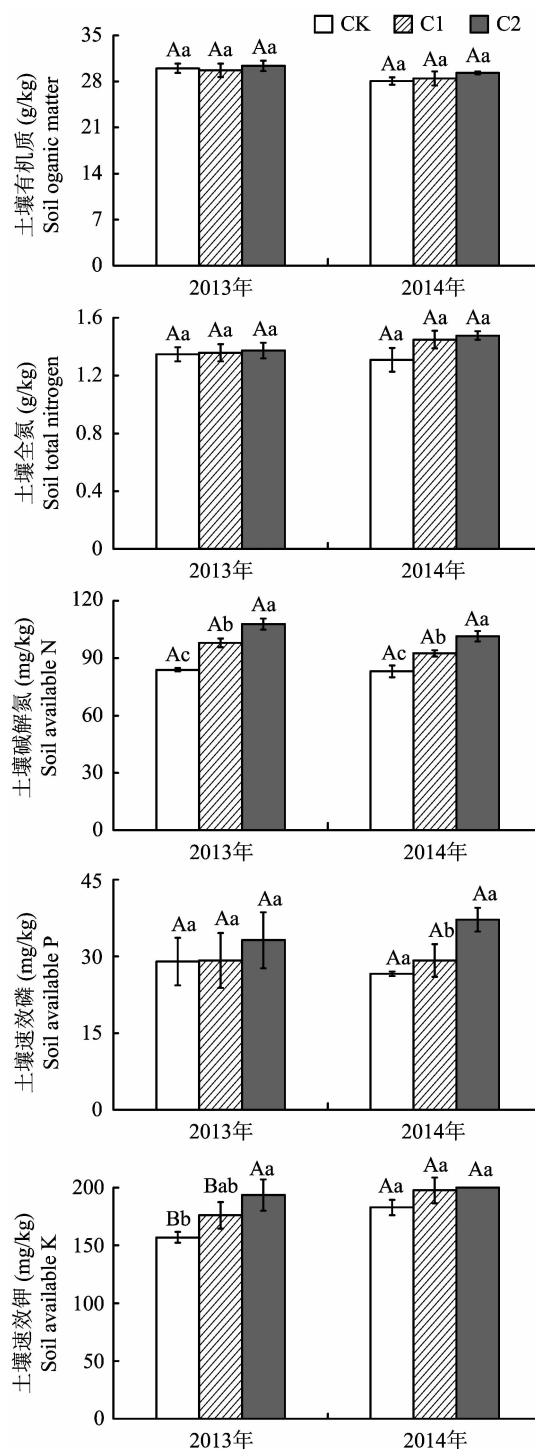 CK C1 C2
土壤有机质 (g/kg)
Soil oganic matter
35
28
21
14
7
0
Aa Aa Aa Aa Aa Aa
2013年 2014年
土壤全氮 (g/kg)
Soil total nitrogen
1.6
1.2
0.8
0.4
0
Aa Aa Aa Aa Aa Aa
2013年 2014年
土壤碱解氮 (mg/kg)
Soil available N
120
90
60
30
0
Ac Ab Aa Ac Ab Aa
2013年 2014年
土壤速效磷 (mg/kg)
Soil available P
45
30
15
0
Aa Aa Aa Aa Ab Aa
2013年 2014年
土壤速效钾 (mg/kg)
Soil available K
200
150
100
50
0
Bb Bab Aa Aa Aa Aa
2013年 2014年